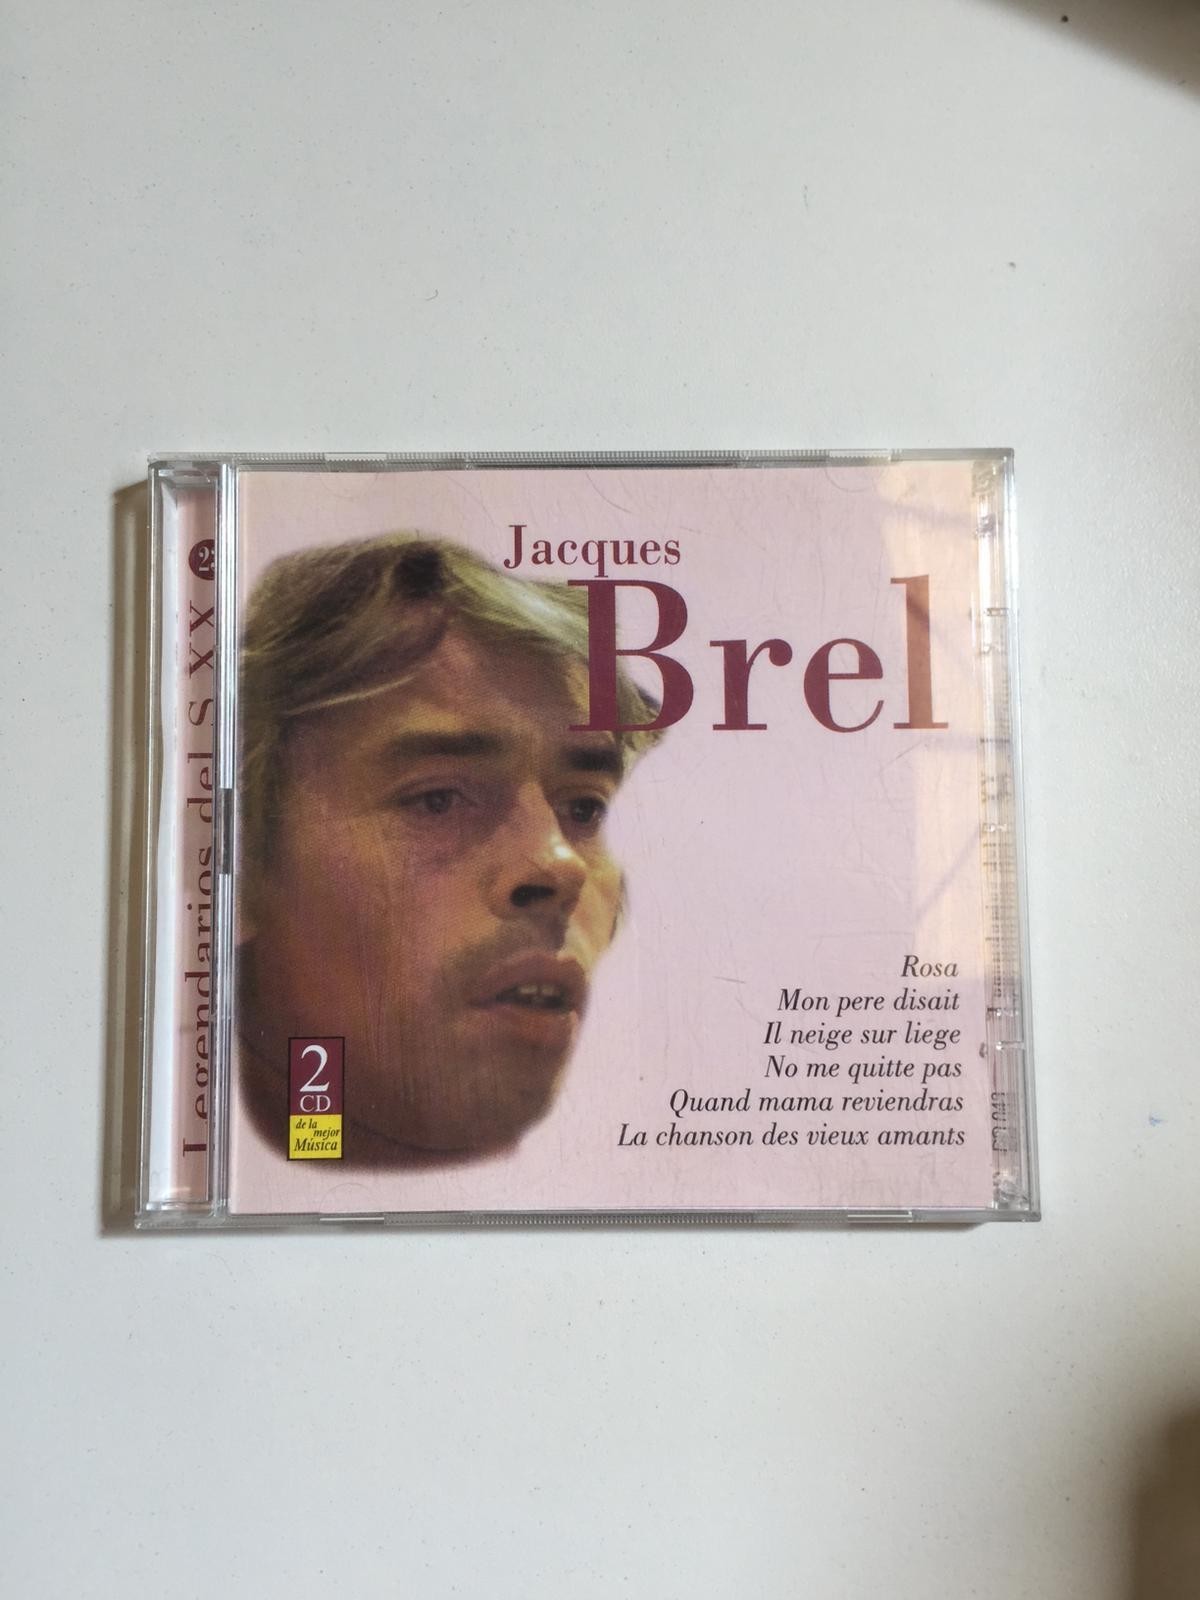 Jacques
Brel
Legendarios del S XX
Rosa
Mon pere disait
Il neige sur liege
No me quitte pas
Quand mama reviendras
La chanson des vieux amants
2
CD
de la
mejor
Música